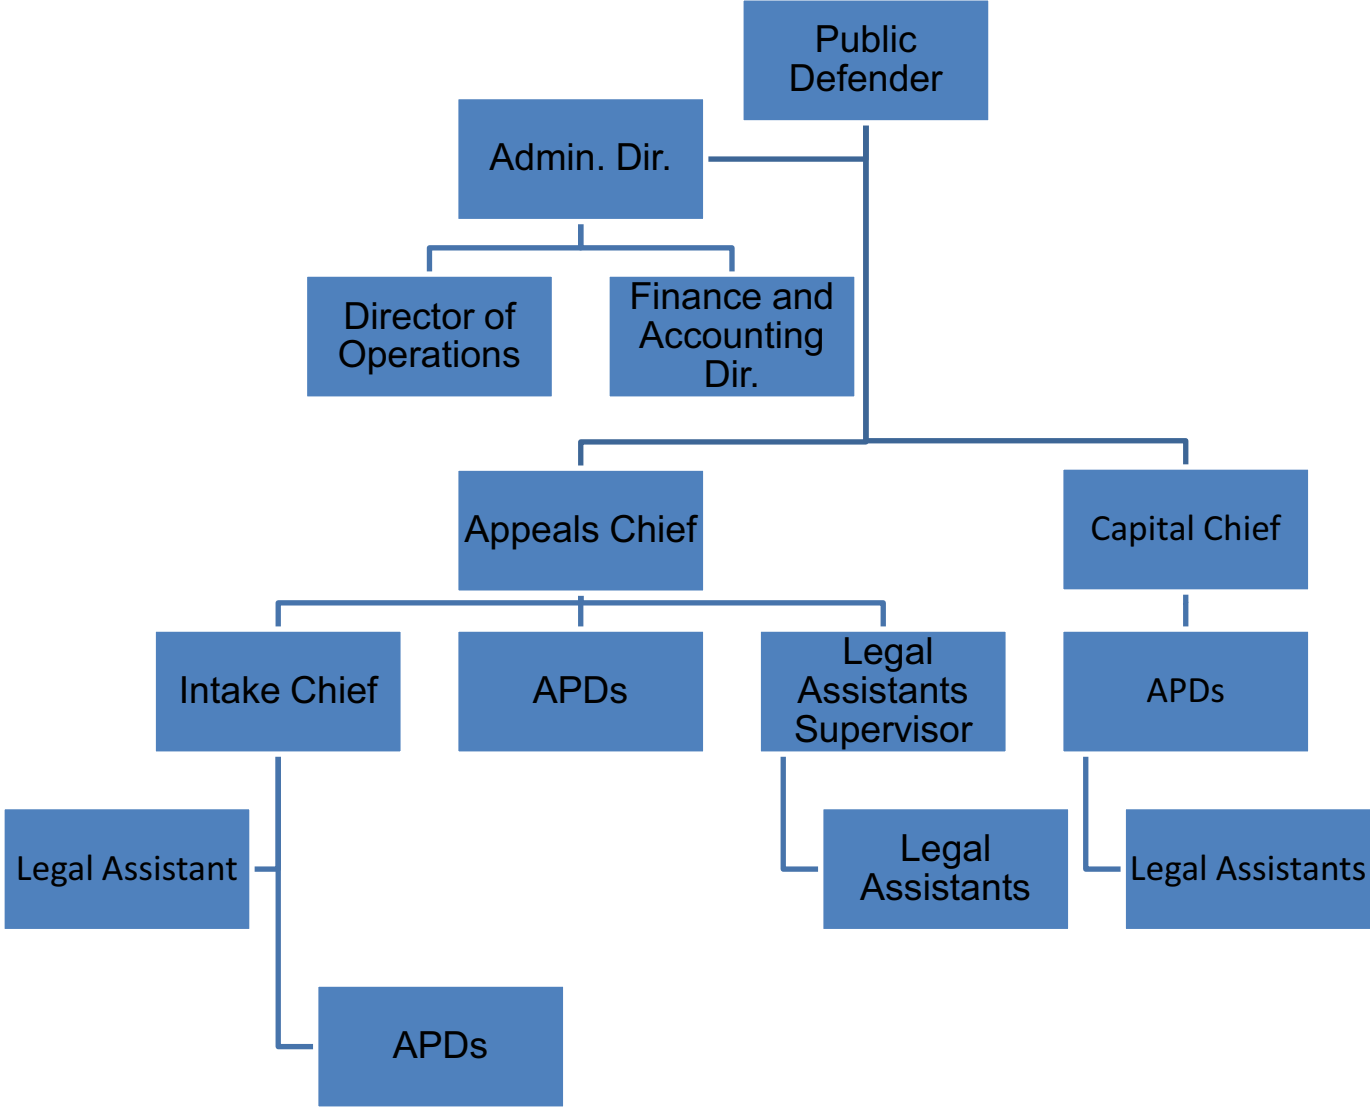 Public
Defender
Admin. Dir.
Director of
Operations
Finance and
Accounting
Dir.
Appeals Chief
Capital Chief
Intake Chief
APDs
Legal
Assistants
Supervisor
APDs
Legal Assistant
Legal
Assistants
Legal Assistants
APDs